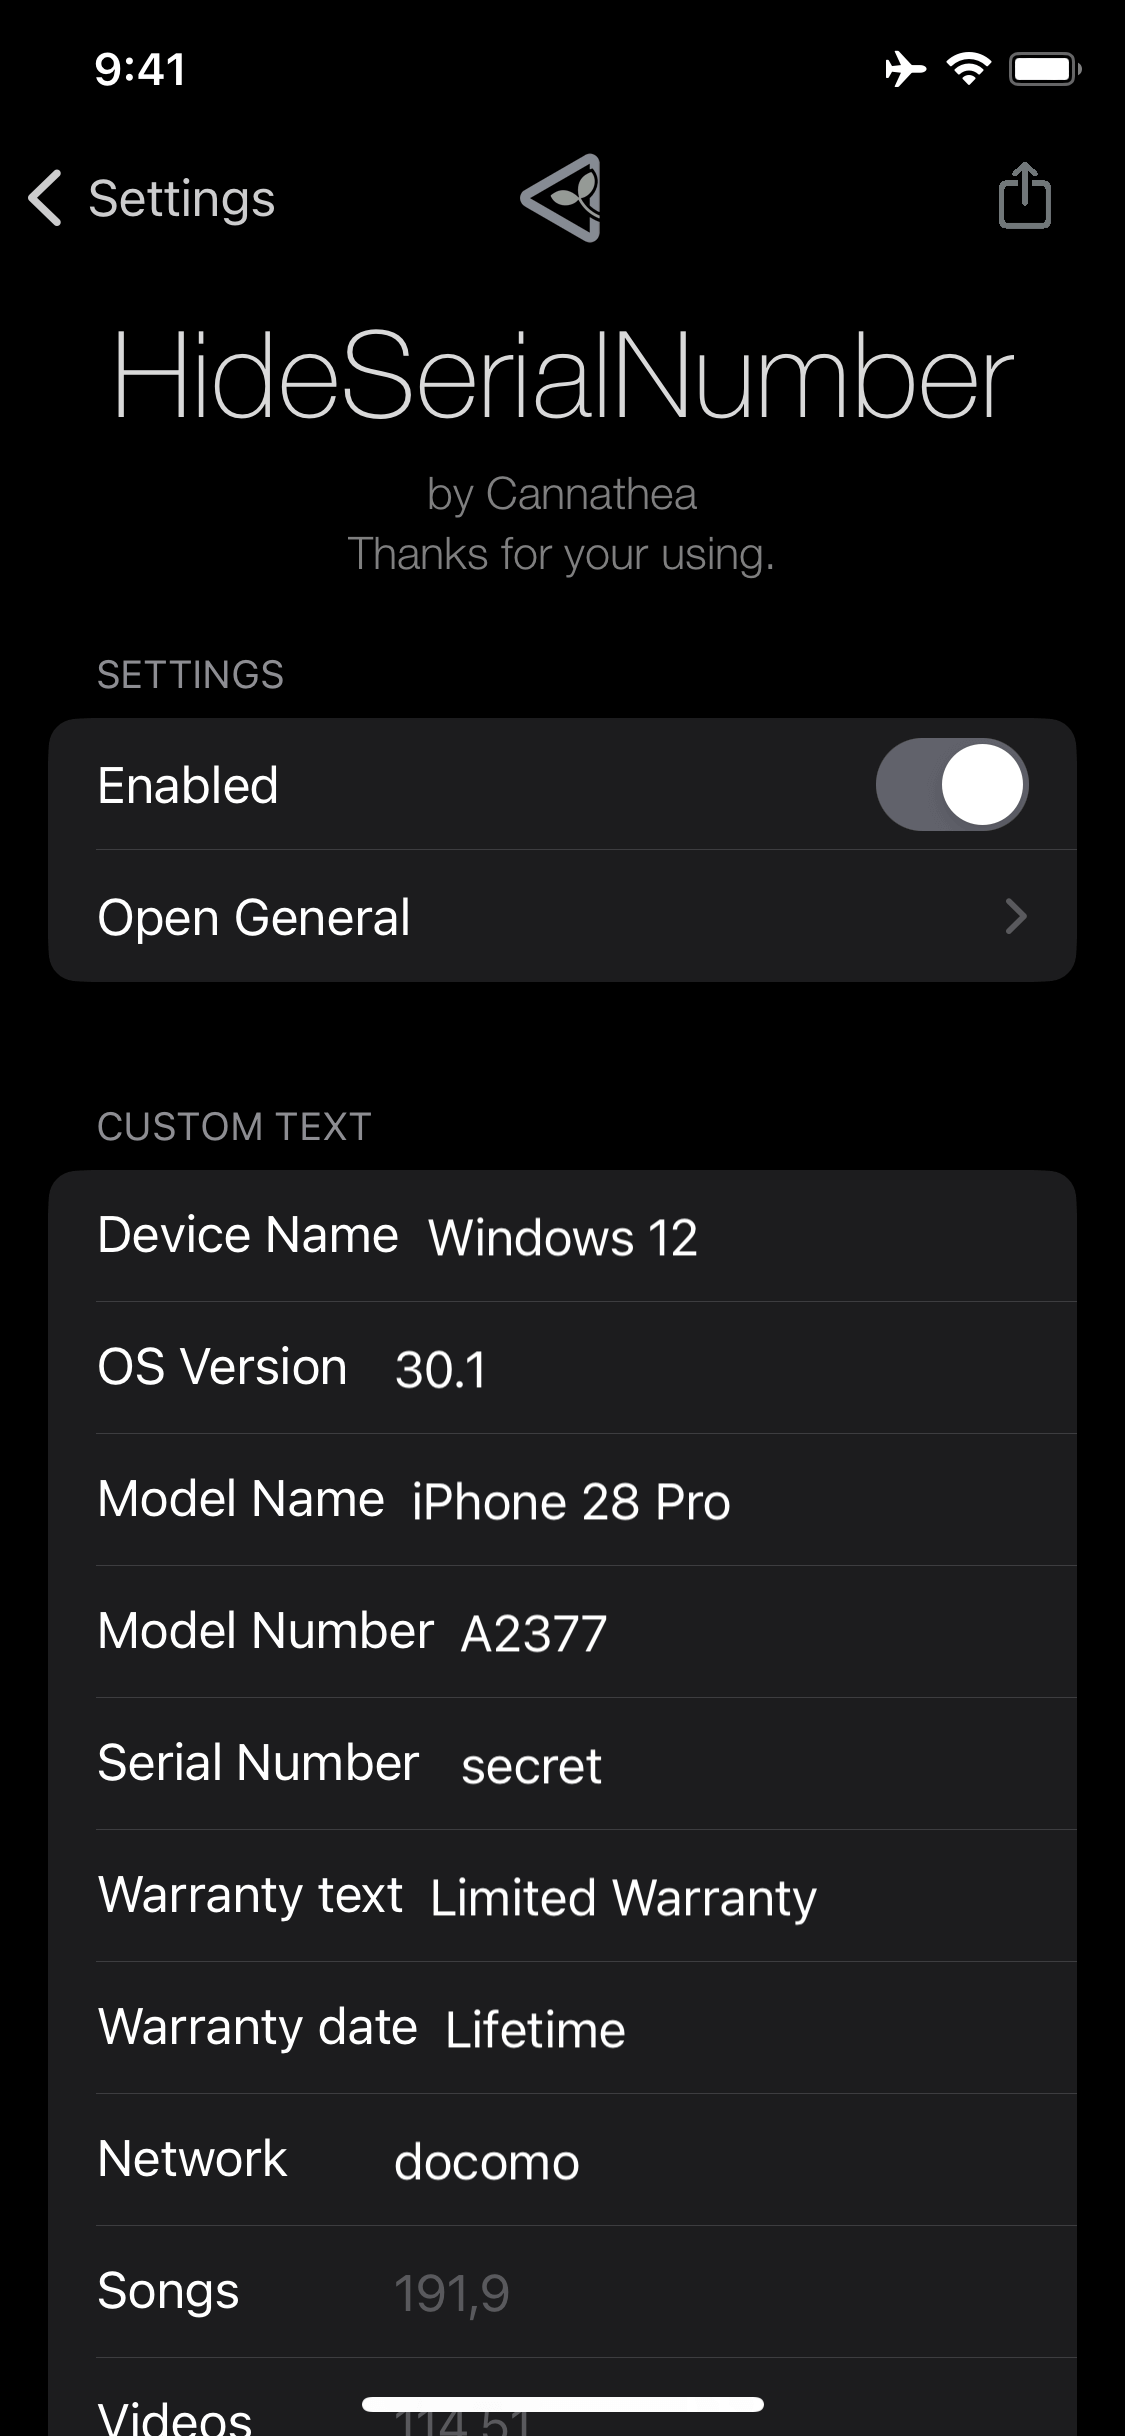 9:41
Settings
HideSerialNumber
by Cannathea
Thanks for your using.
SETTINGS
Enabled
Open General
CUSTOM TEXT
Device Name Windows 12
OS Version 30.1
Model Name iPhone 28 Pro
Model Number A2377
Serial Number secret
Warranty text Limited Warranty
Warranty date Lifetime
Network docomo
Songs 191,9
Videos 114,51